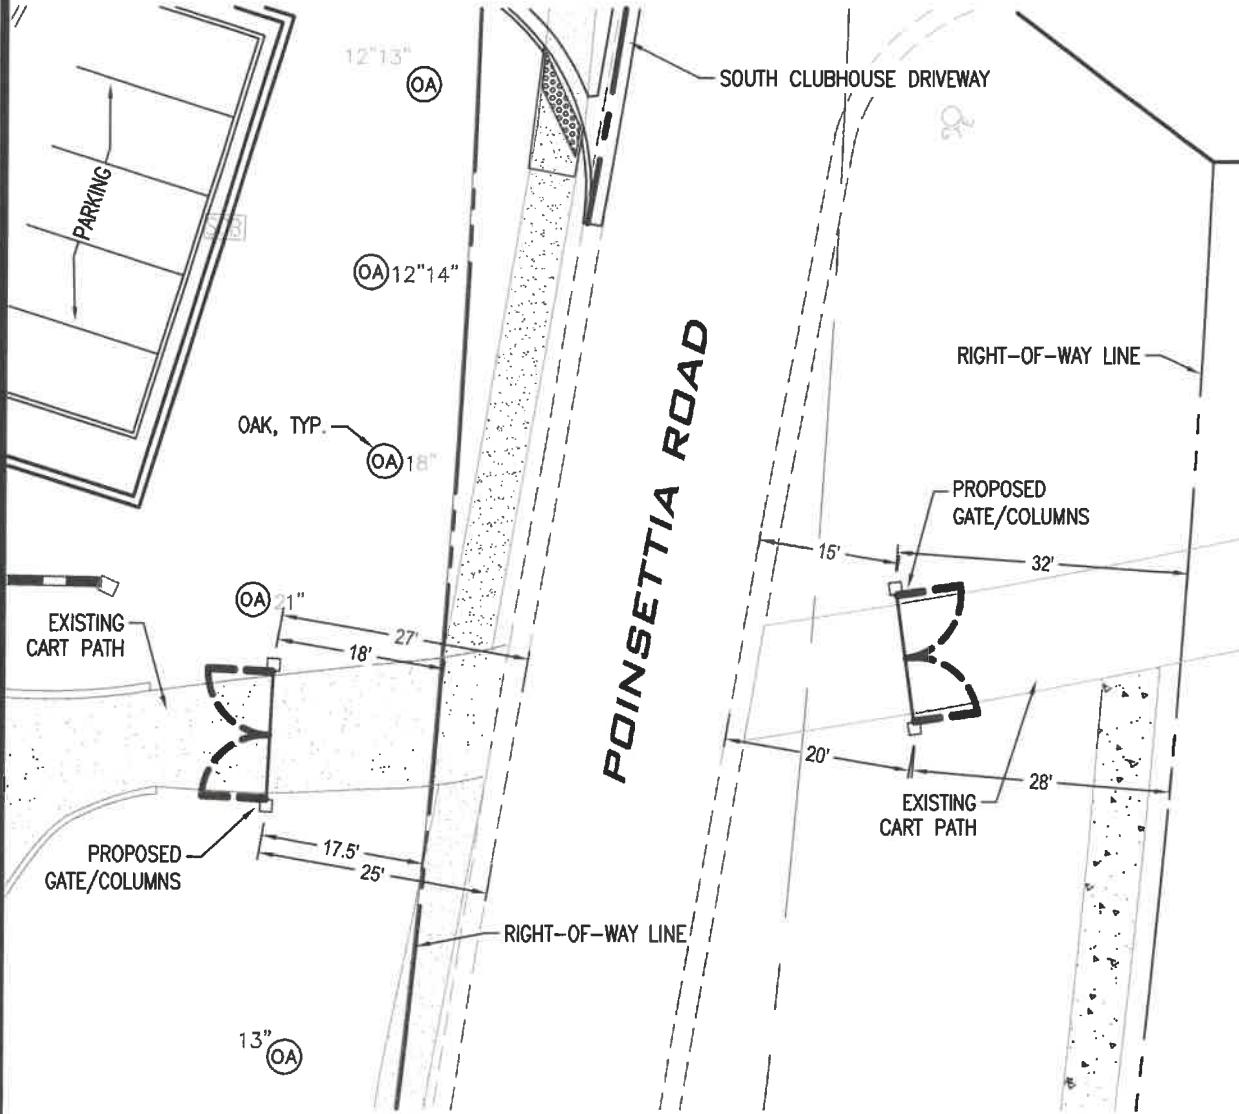 12"13"
OA
SOUTH CLUBHOUSE DRIVEWAY
PARKING
OA 12"14"
RIGHT-OF-WAY LINE
OAK, TYP.
OA 18"
POINSETTIA ROAD
PROPOSED
GATE/COLUMNS
15'
32'
OA 21"
EXISTING
CART PATH
27'
18'
20'
28'
EXISTING
CART PATH
PROPOSED
GATE/COLUMNS
17.5'
25'
RIGHT-OF-WAY LINE
13"
OA